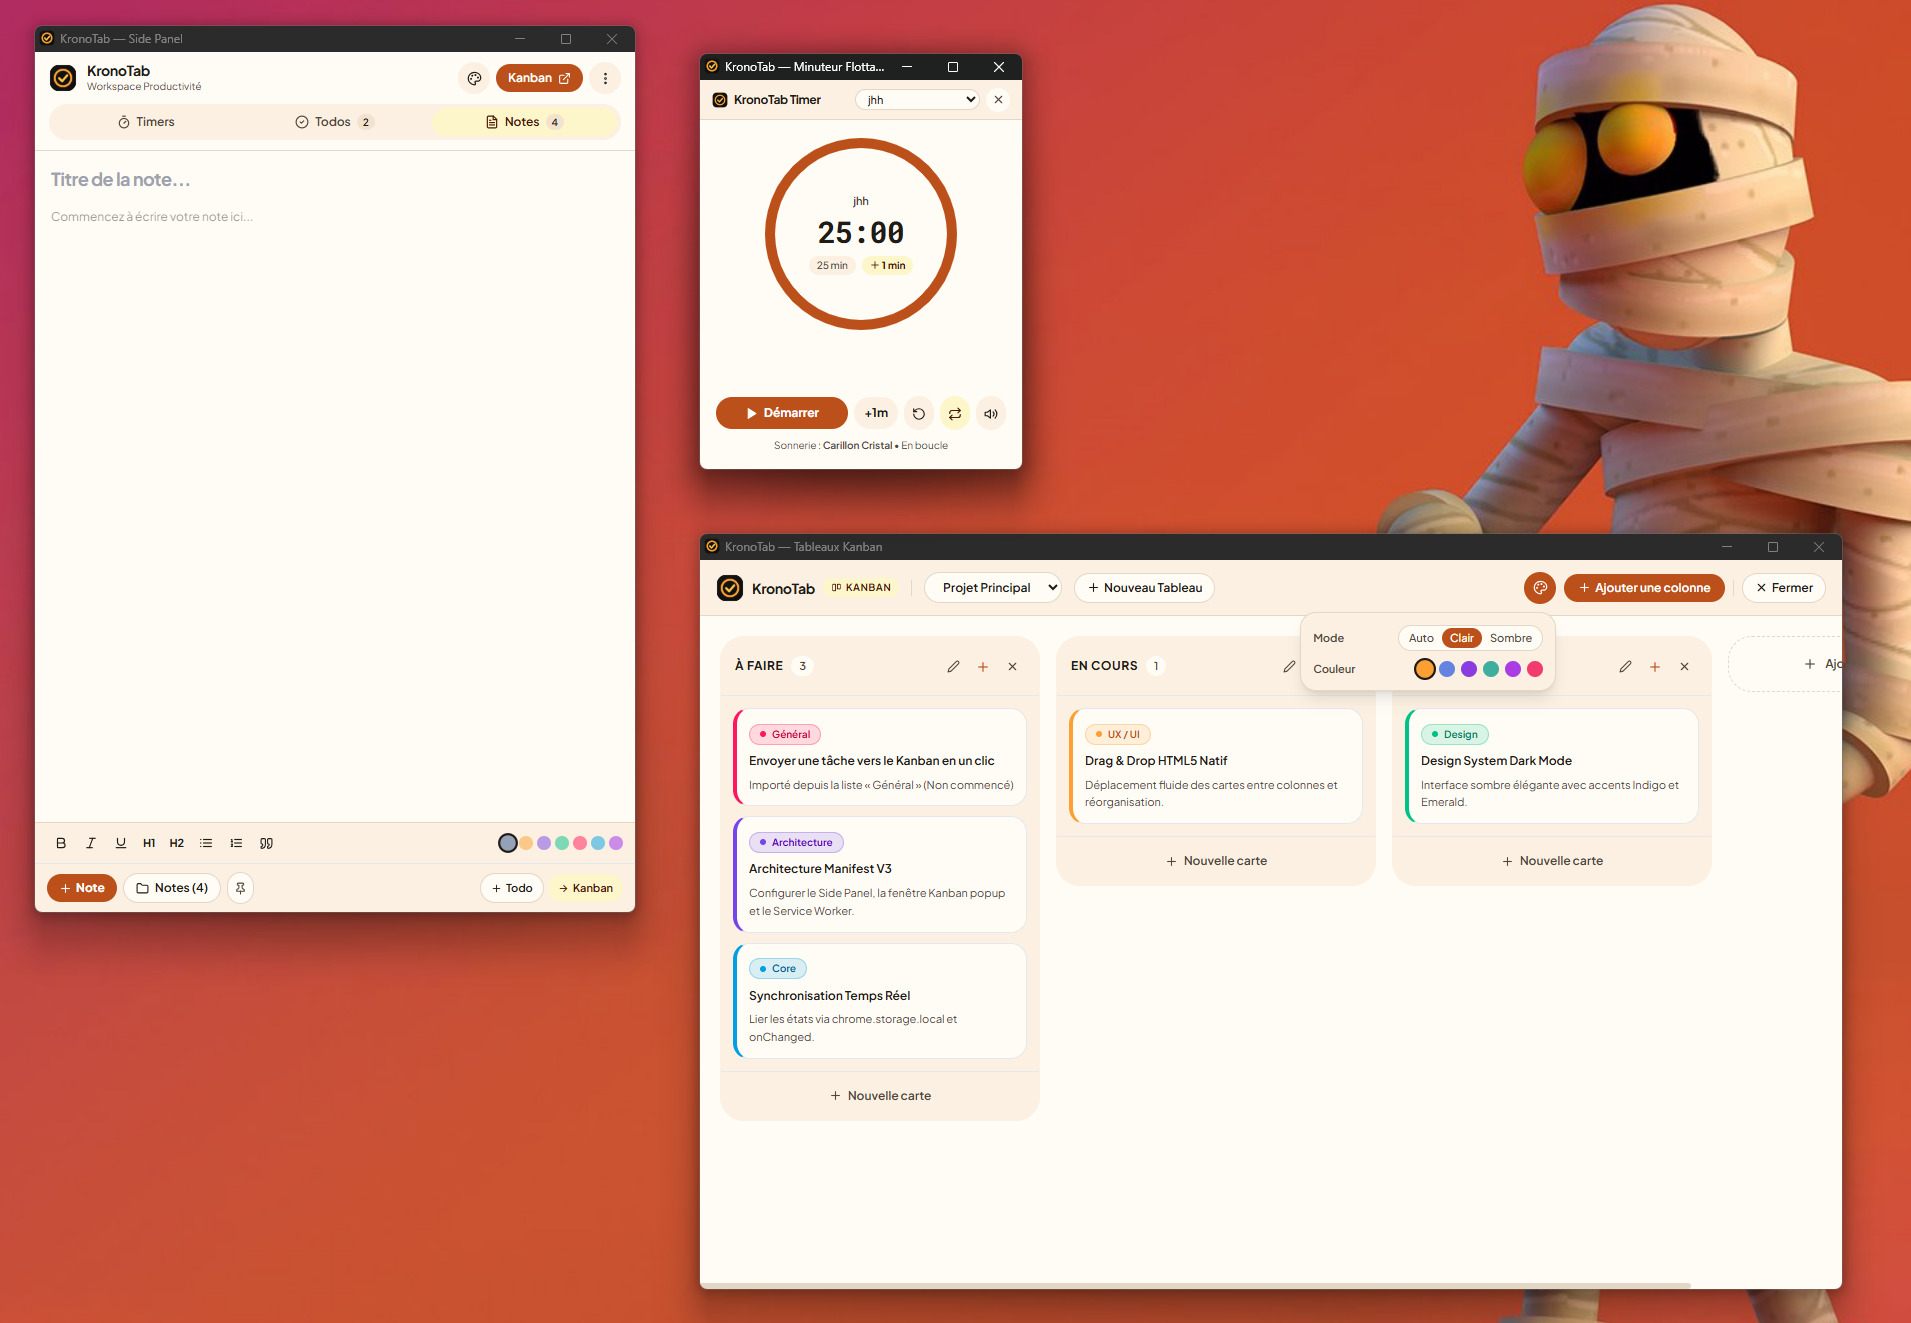 KronoTab — Side Panel
KronoTab
Workspace Productivité
Kanban
Timers
Todos 2
Notes 4
Titre de la note...
Commencez à écrire votre note ici...
B I U H1 H2
+ Note
Notes (4)
+ Todo
→ Kanban
KronoTab — Minuteur Flotta...
KronoTab Timer
jhh
jhh
25:00
25 min
+ 1 min
Démarrer
+1m
Sonnerie : Carillon Cristal • En boucle
KronoTab — Tableaux Kanban
KronoTab
KANBAN
Projet Principal
+ Nouveau Tableau
+ Ajouter une colonne
× Fermer
Mode
Auto
Clair
Sombre
Couleur
À FAIRE 3
Général
Envoyer une tâche vers le Kanban en un clic
Importé depuis la liste « Général » (Non commencé)
Architecture
Architecture Manifest V3
Configurer le Side Panel, la fenêtre Kanban popup
et le Service Worker.
Core
Synchronisation Temps Réel
Lier les états via chrome.storage.local et
onChanged.
+ Nouvelle carte
EN COURS 1
UX / UI
Drag & Drop HTML5 Natif
Déplacement fluide des cartes entre colonnes et
réorganisation.
+ Nouvelle carte
Design
Design System Dark Mode
Interface sombre élégante avec accents Indigo et
Emerald.
+ Nouvelle carte
+ Ajo